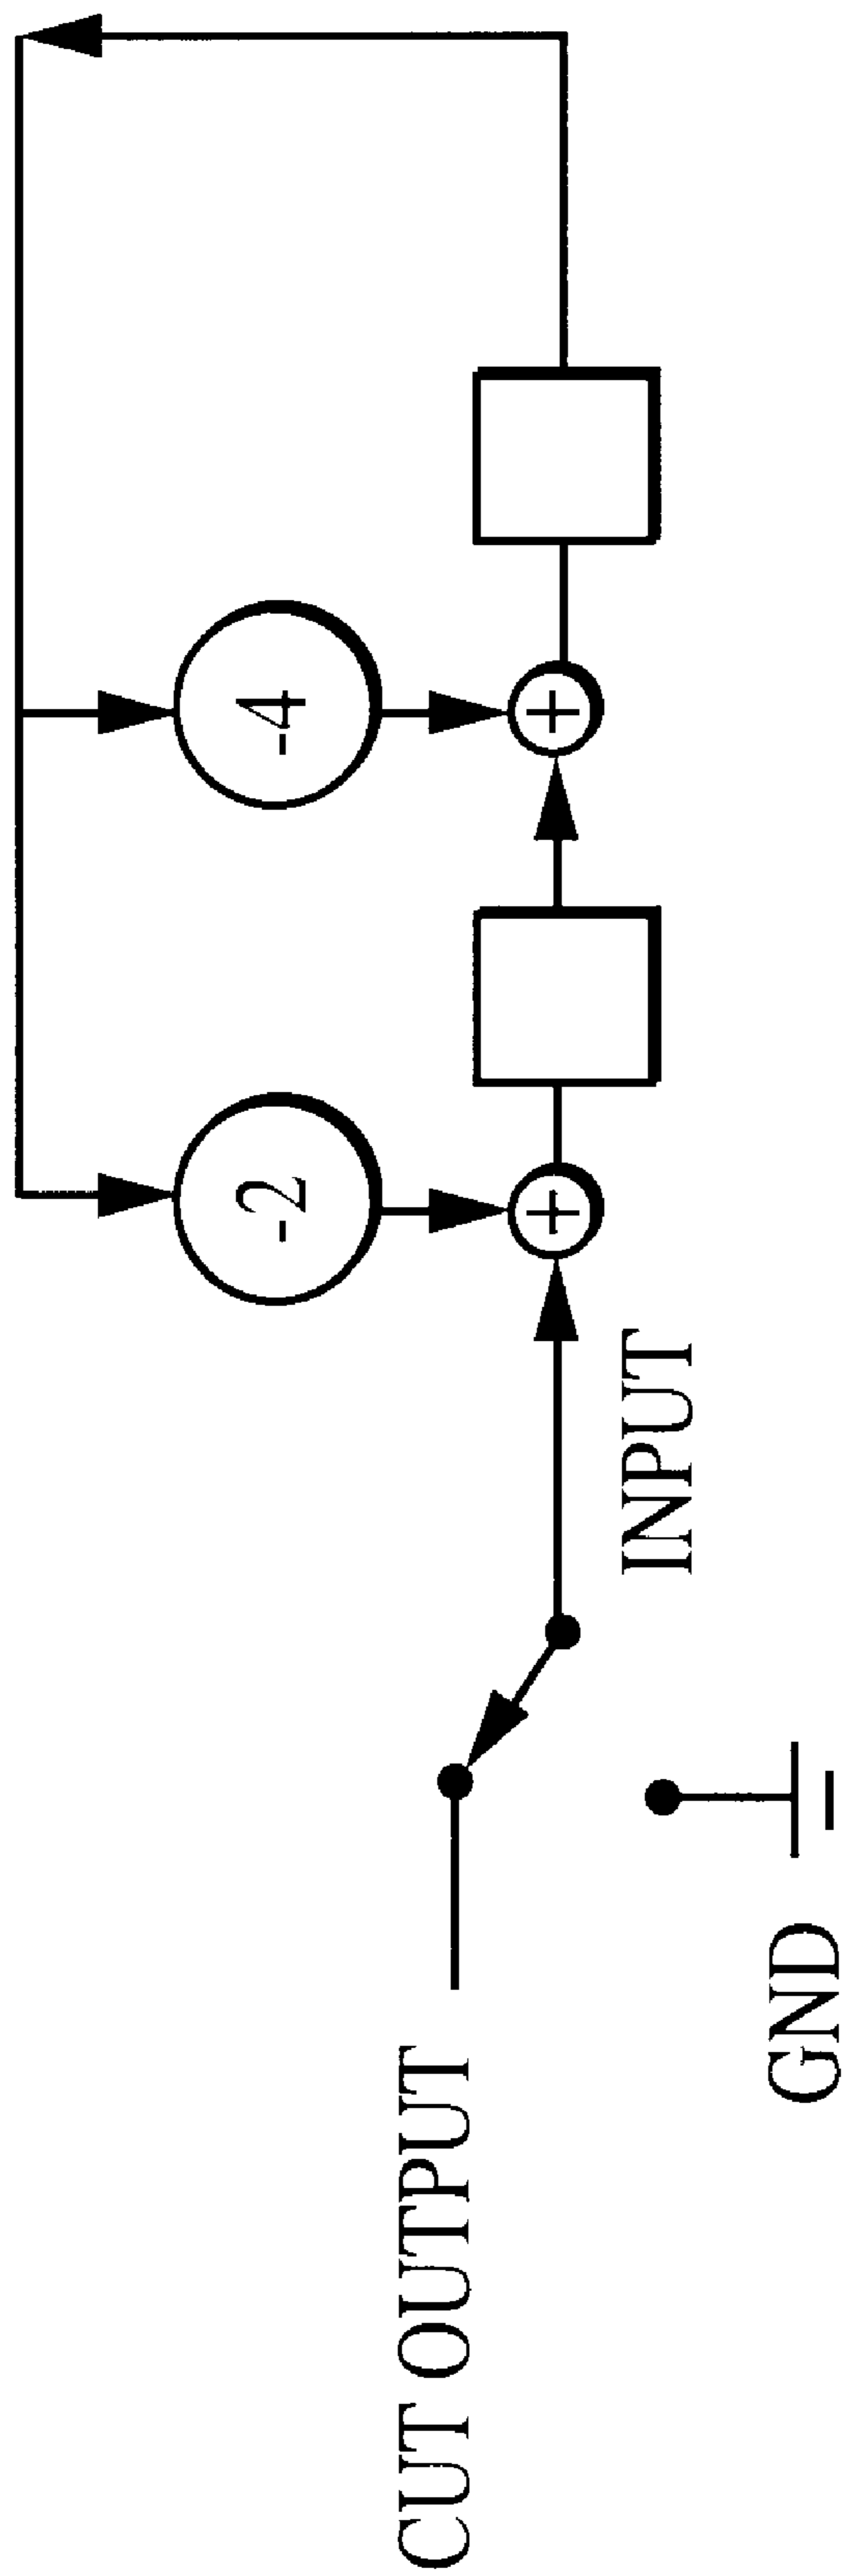 -2
-4
+
+
INPUT
CUT OUTPUT
GND